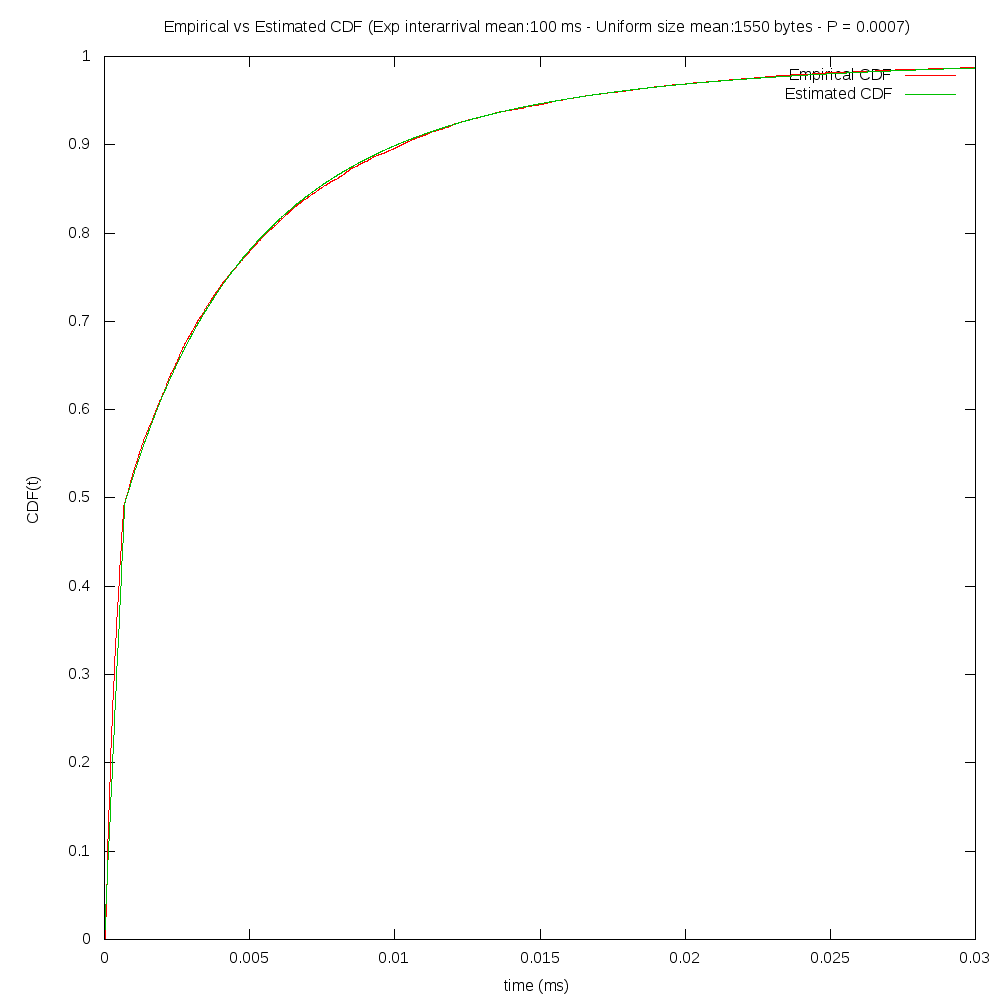 Empirical vs Estimated CDF (Exp interarrival mean:100 ms - Uniform size mean:1550 bytes - P = 0.0007)
1
Empirical CDF
Estimated CDF
0.9
0.8
0.7
0.6
0.5
CDF(t)
0.4
0.3
0.2
0.1
0
0 0.005 0.01 0.015 0.02 0.025 0.03
time (ms)